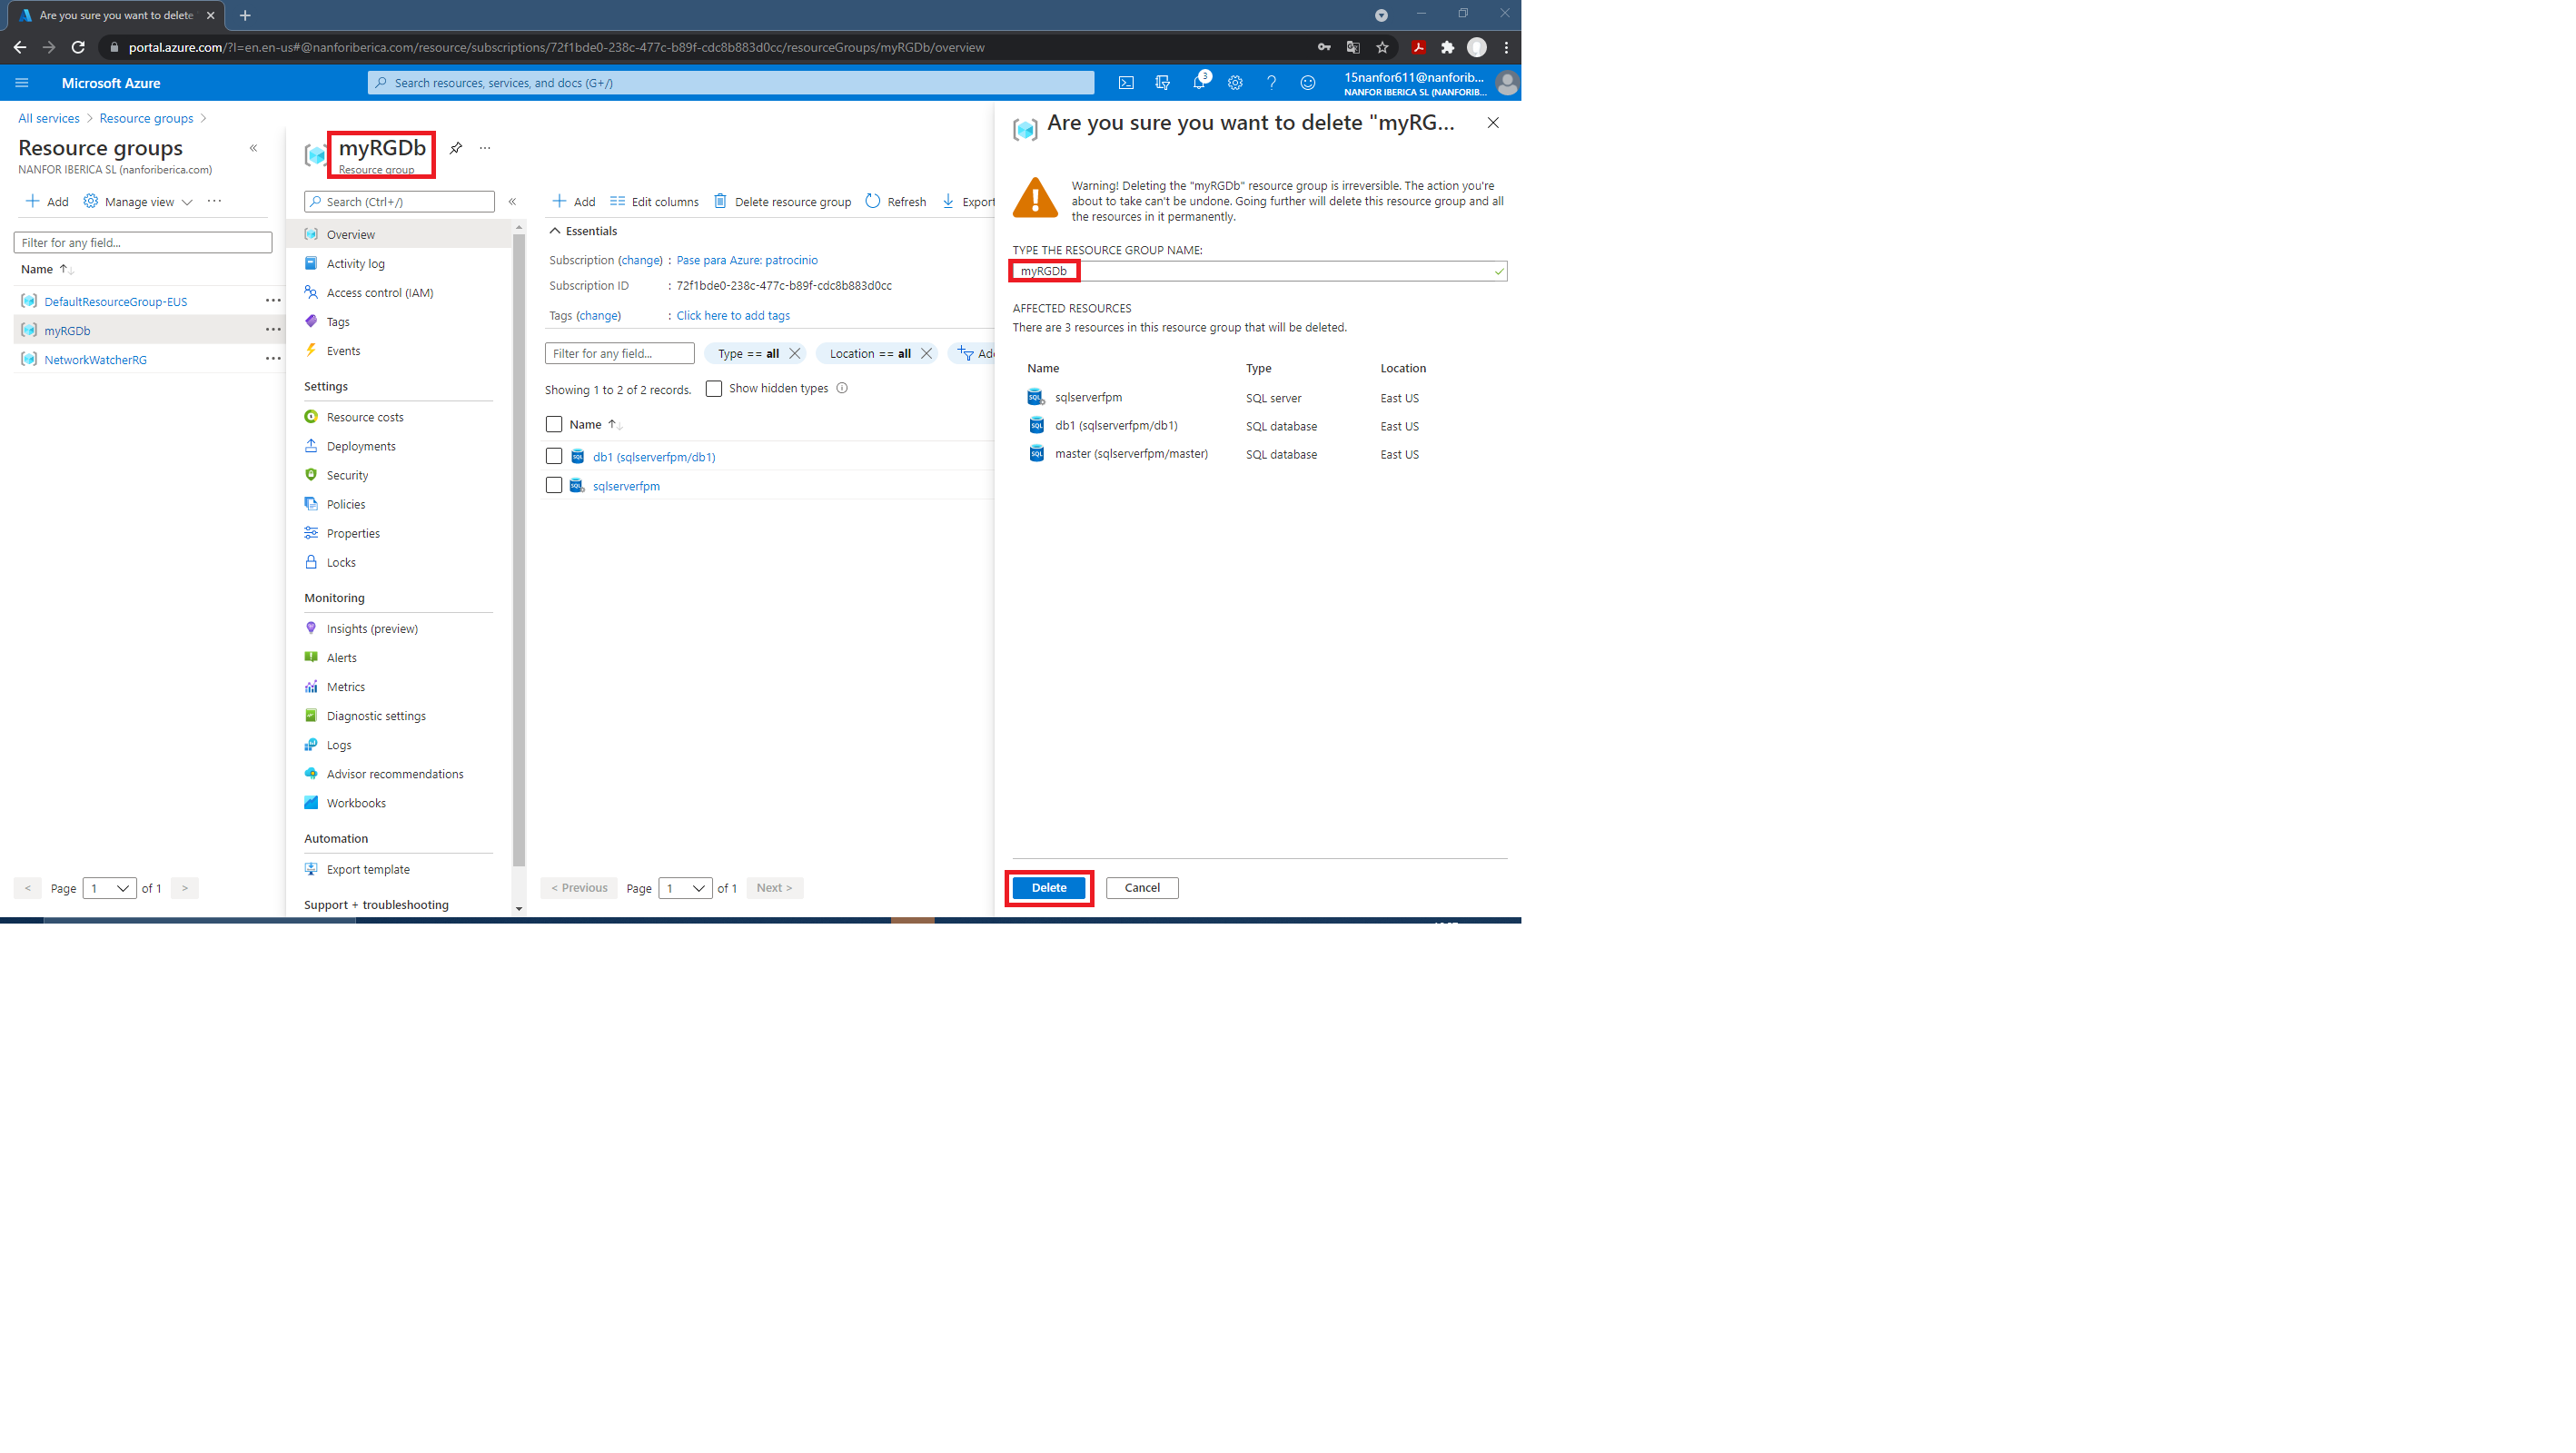 Are you sure you want to delete
portal.azure.com/?l=en.en-us#@nanforiberica.com/resource/subscriptions/72f1bde0-238c-477c-b89f-cdc8b883d0cc/resourceGroups/myRGDb/overview
Microsoft Azure
Search resources, services, and docs (G+/)
3
15nanfor611@nanforib...
NANFOR IBERICA SL (NANFORIB...
All services > Resource groups >
Resource groups
NANFOR IBERICA SL (nanforiberica.com)
+ Add Manage view ...
Filter for any field...
Name ↑↓
DefaultResourceGroup-EUS ...
myRGDb ...
NetworkWatcherRG ...
< Page 1 of 1 >
myRGDb ...
Resource group
Search (Ctrl+/) «
Overview
Activity log
Access control (IAM)
Tags
Events
Settings
Resource costs
Deployments
Security
Policies
Properties
Locks
Monitoring
Insights (preview)
Alerts
Metrics
Diagnostic settings
Logs
Advisor recommendations
Workbooks
Automation
Export template
Support + troubleshooting
+ Add Edit columns Delete resource group Refresh Export
Essentials
Subscription (change) : Pase para Azure: patrocinio
Subscription ID : 72f1bde0-238c-477c-b89f-cdc8b883d0cc
Tags (change) : Click here to add tags
Filter for any field... Type == all Location == all Add
Showing 1 to 2 of 2 records. Show hidden types
Name ↑↓
db1 (sqlserverfpm/db1)
sqlserverfpm
< Previous Page 1 of 1 Next >
Are you sure you want to delete "myRG...
Warning! Deleting the "myRGDb" resource group is irreversible. The action you're
about to take can't be undone. Going further will delete this resource group and all
the resources in it permanently.
TYPE THE RESOURCE GROUP NAME:
myRGDb
AFFECTED RESOURCES
There are 3 resources in this resource group that will be deleted.
Name Type Location
sqlserverfpm SQL server East US
db1 (sqlserverfpm/db1) SQL database East US
master (sqlserverfpm/master) SQL database East US
Delete Cancel